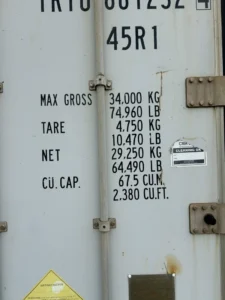 45R1
MAX GROSS 34.000 KG
74.960 LB
TARE 4.750 KG
10.470 LB
NET 29.250 KG
64.490 LB
CU.CAP. 67.5 CU.M.
2.380 CU.FT.